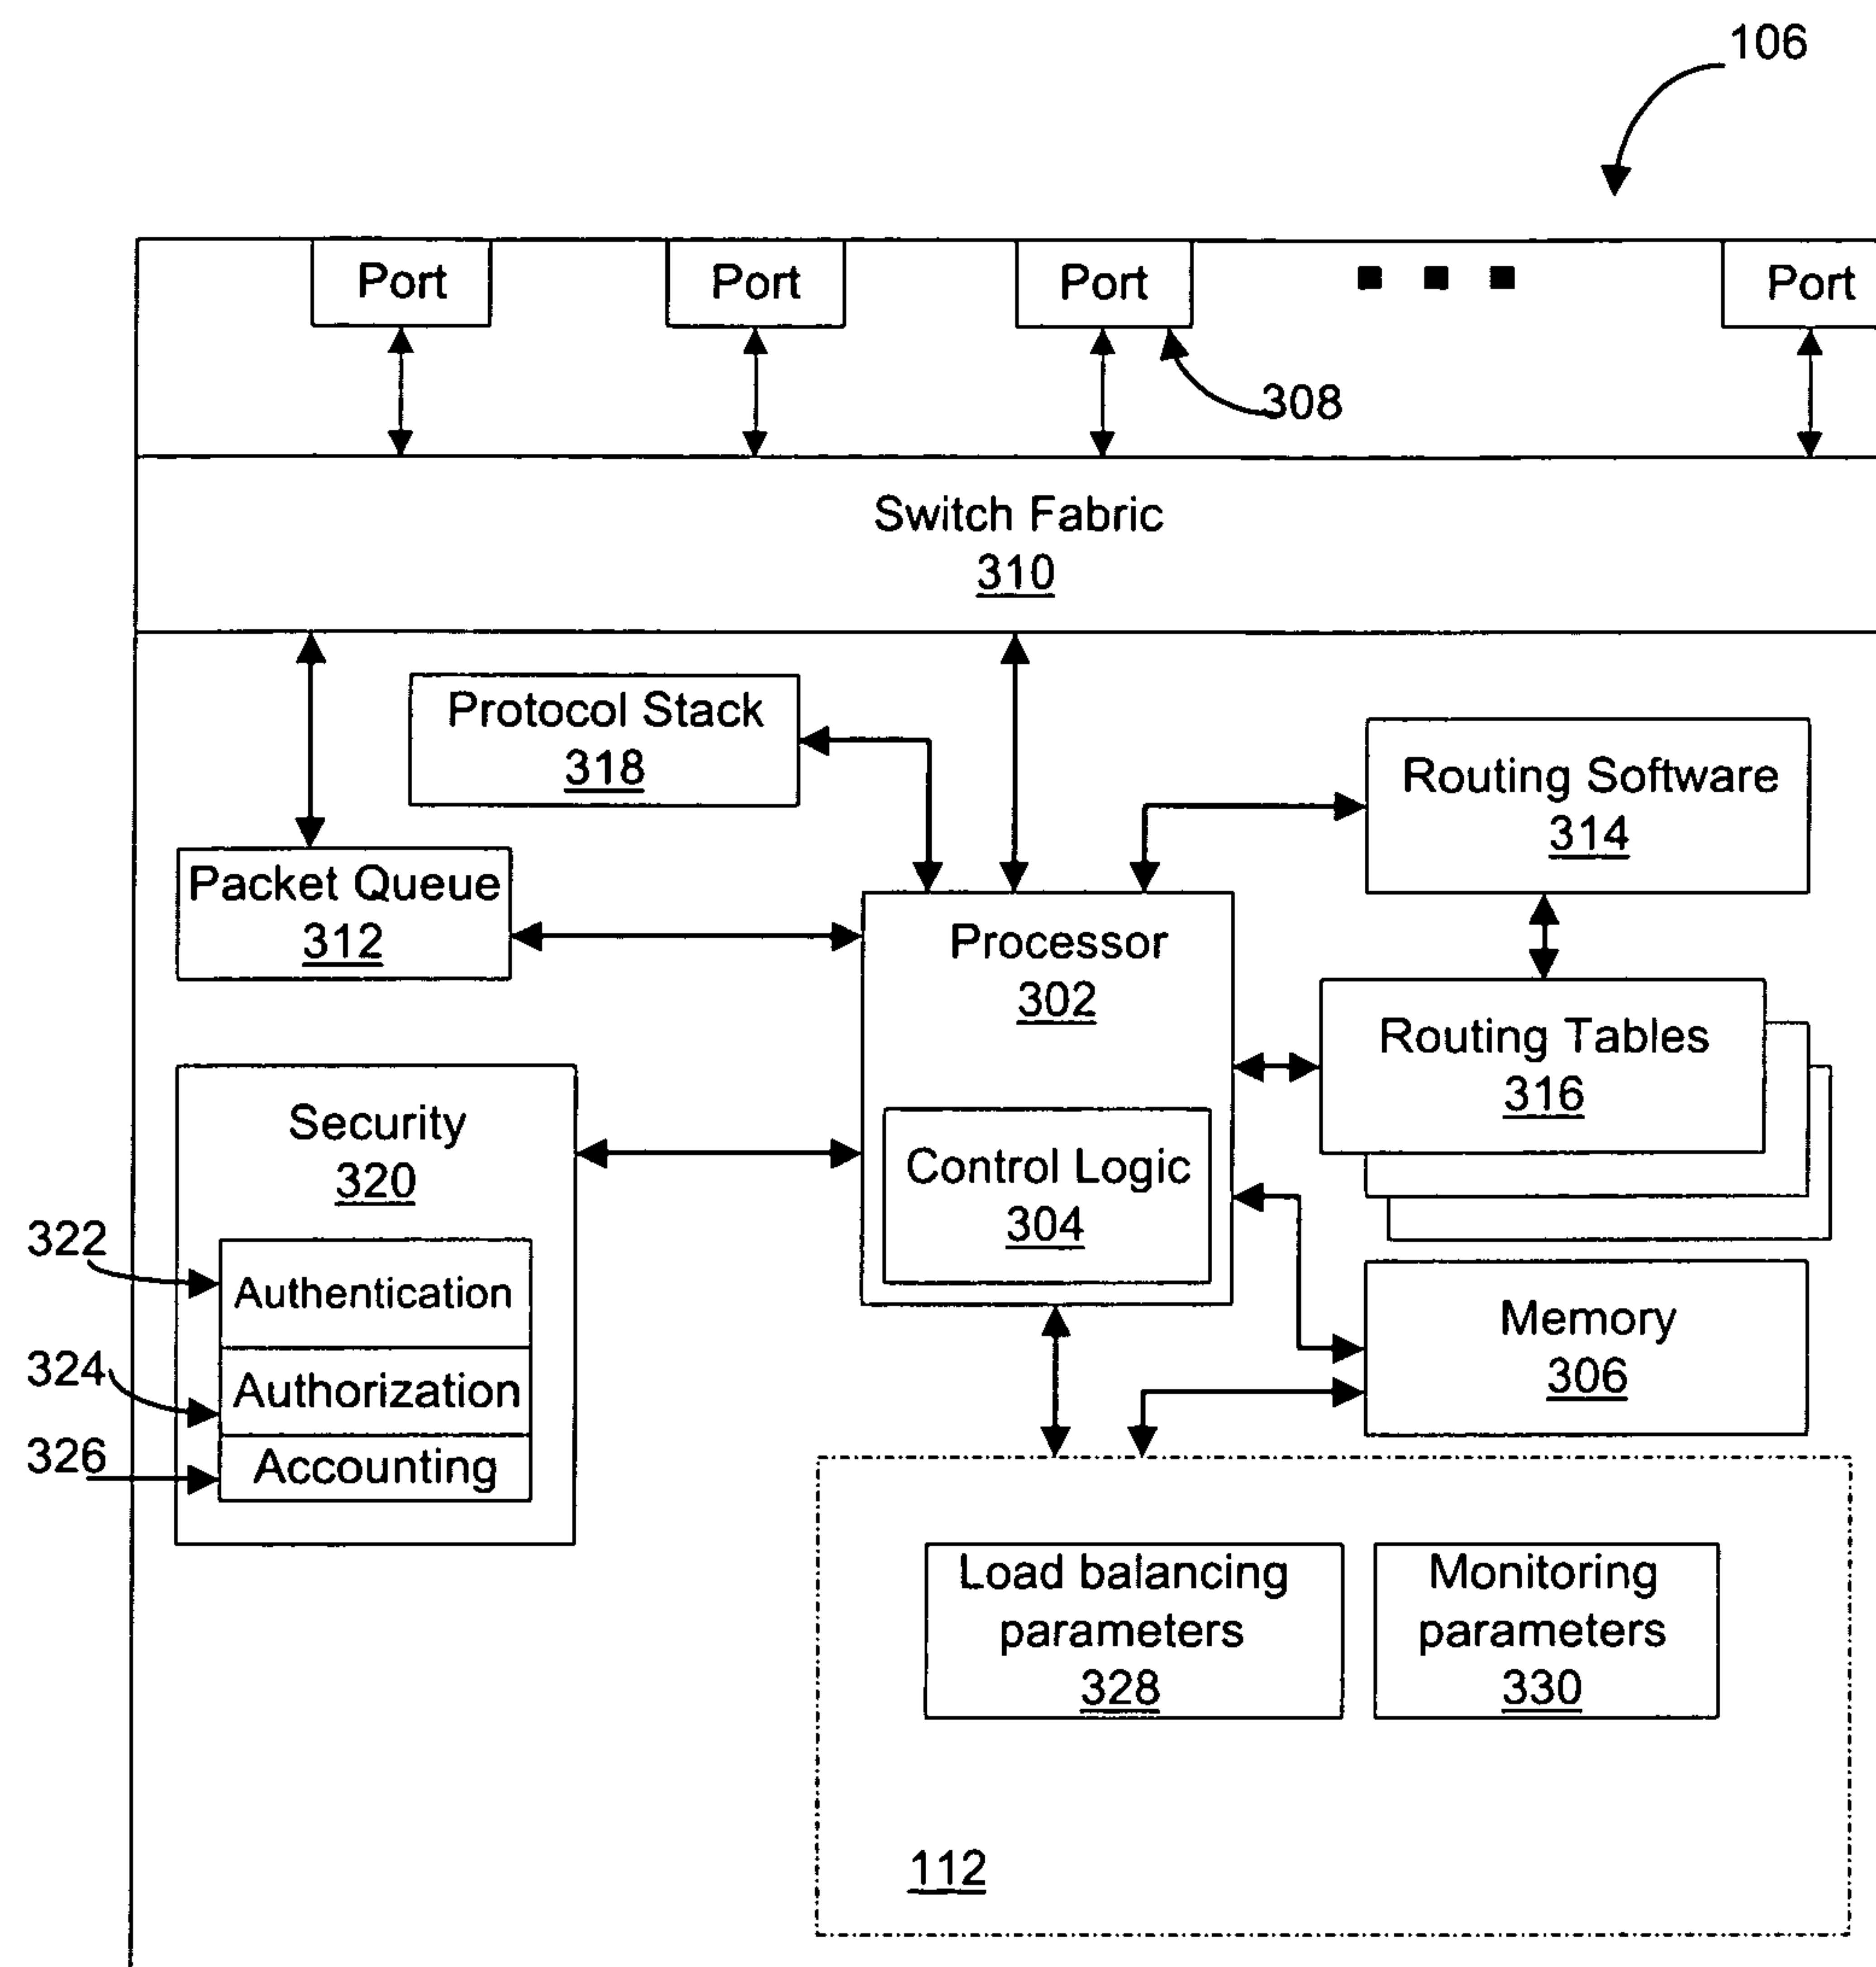 106
Port
Port
Port
Port
308
Switch Fabric
310
Protocol Stack
318
Routing Software
314
Packet Queue
312
Processor
302
Routing Tables
316
Security
320
Control Logic
304
322
Authentication
Memory
306
324
Authorization
326
Accounting
Load balancing
parameters
328
Monitoring
parameters
330
112